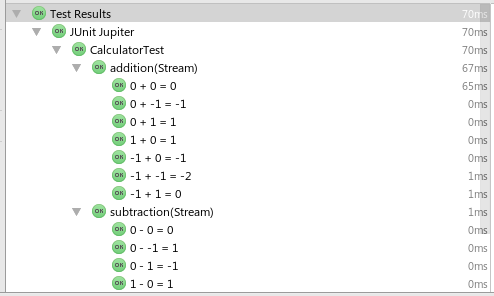 OK Test Results 70ms
OK JUnit Jupiter 70ms
OK CalculatorTest 70ms
OK addition(Stream) 67ms
OK 0 + 0 = 0 65ms
OK 0 + -1 = -1 0ms
OK 0 + 1 = 1 0ms
OK 1 + 0 = 1 0ms
OK -1 + 0 = -1 0ms
OK -1 + -1 = -2 1ms
OK -1 + 1 = 0 1ms
OK subtraction(Stream) 1ms
OK 0 - 0 = 0 0ms
OK 0 - -1 = 1 0ms
OK 0 - 1 = -1 0ms
OK 1 - 0 = 1 0ms